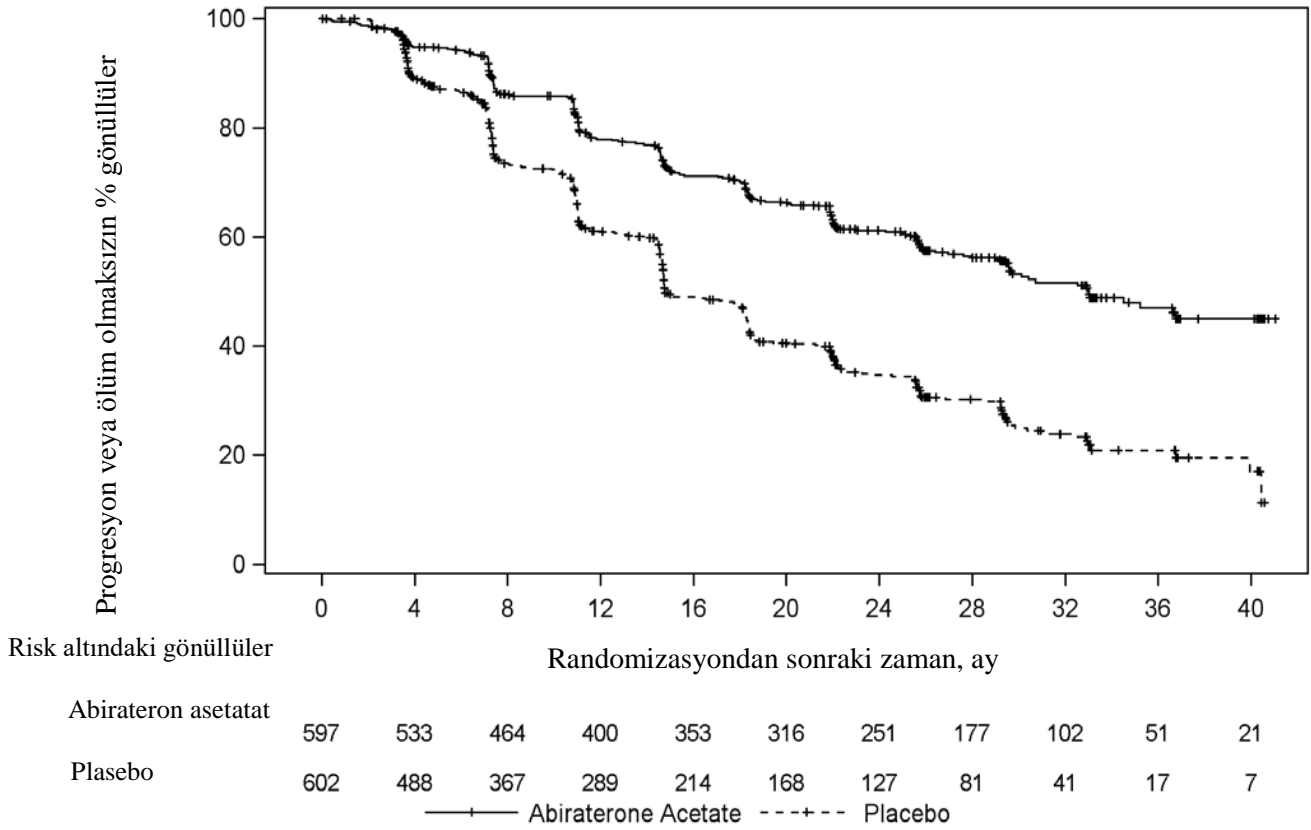 Progresyon veya ölüm olmaksızın % gönüllüler
100
80
60
40
20
0
0 4 8 12 16 20 24 28 32 36 40
Risk altındaki gönüllüler
Randomizasyondan sonraki zaman, ay
Abirateron asetatat
597 533 464 400 353 316 251 177 102 51 21
Plasebo
602 488 367 289 214 168 127 81 41 17 7
Abiraterone Acetate Placebo